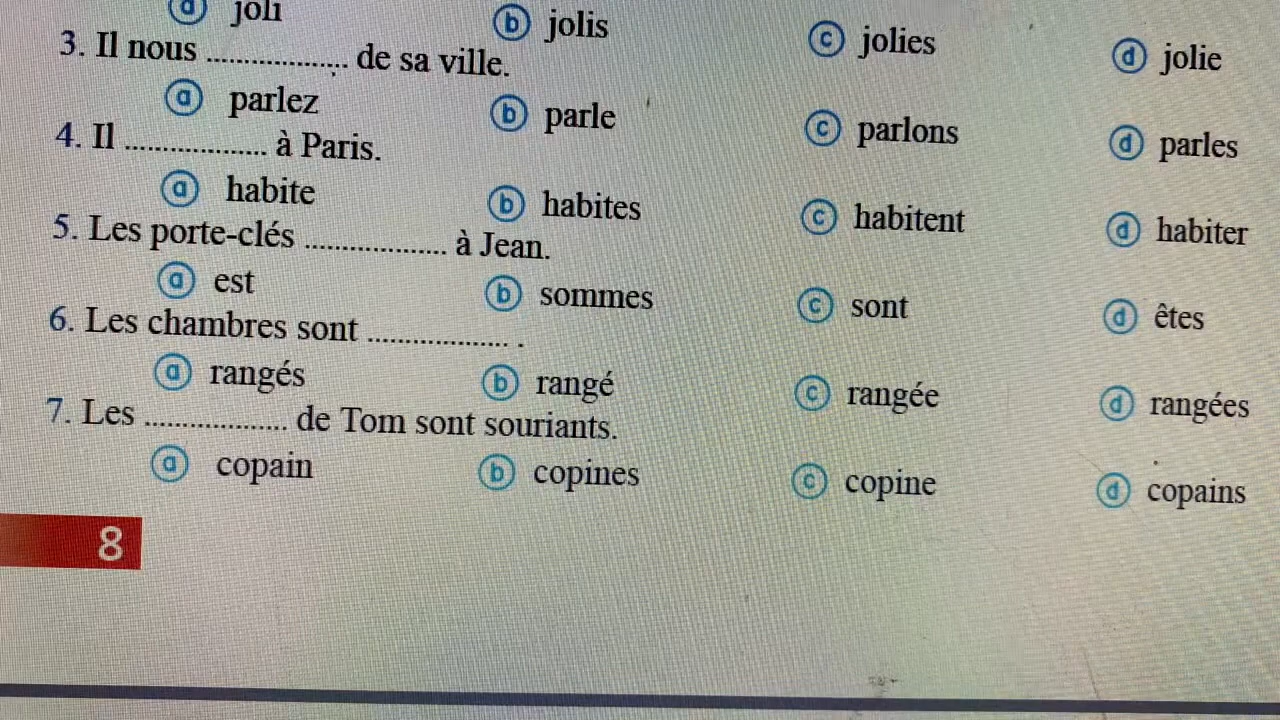 a joli b jolis c jolies d jolie
3. Il nous .................. de sa ville.
a parlez b parle c parlons d parles
4. Il .................. à Paris.
a habite b habites c habitent d habiter
5. Les porte-clés .................. à Jean.
a est b sommes c sont d êtes
6. Les chambres sont .................. .
a rangés b rangé c rangée d rangées
7. Les .................. de Tom sont souriants.
a copain b copines c copine d copains
8